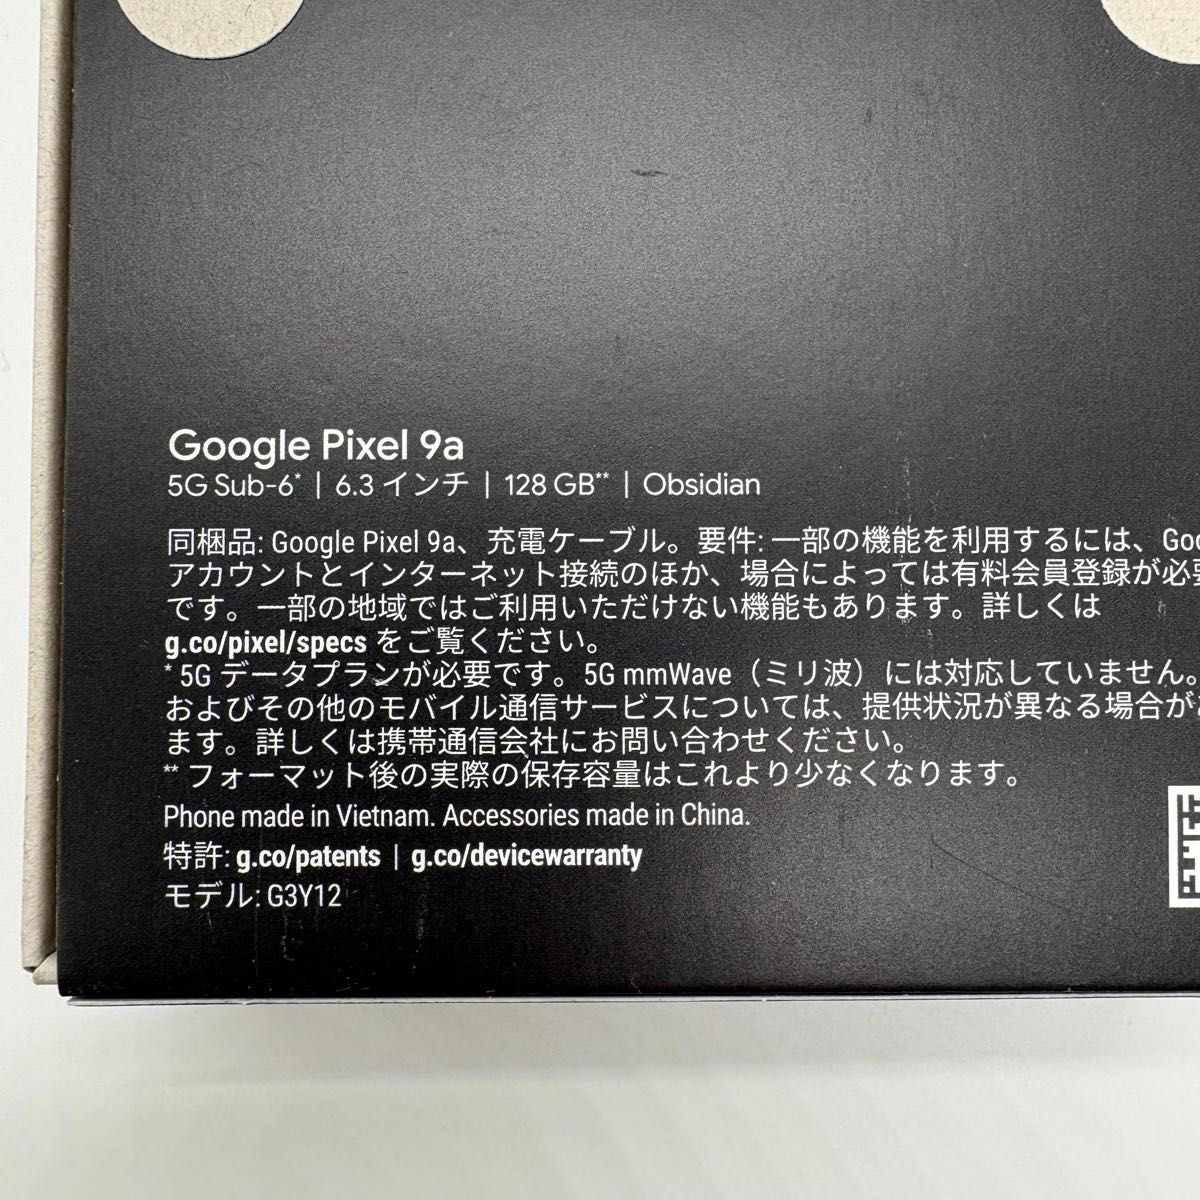 Google Pixel 9a
5G Sub-6* | 6.3 インチ | 128 GB** | Obsidian
同梱品: Google Pixel 9a、充電ケーブル。要件: 一部の機能を利用するには、Goo
アカウントとインターネット接続のほか、場合によっては有料会員登録が必要
です。一部の地域ではご利用いただけない機能もあります。詳しくは
g.co/pixel/specs をご覧ください。
* 5G データプランが必要です。5G mmWave（ミリ波）には対応していません。
およびその他のモバイル通信サービスについては、提供状況が異なる場合が
ます。詳しくは携帯通信会社にお問い合わせください。
** フォーマット後の実際の保存容量はこれより少なくなります。
Phone made in Vietnam. Accessories made in China.
特許: g.co/patents | g.co/devicewarranty
モデル: G3Y12